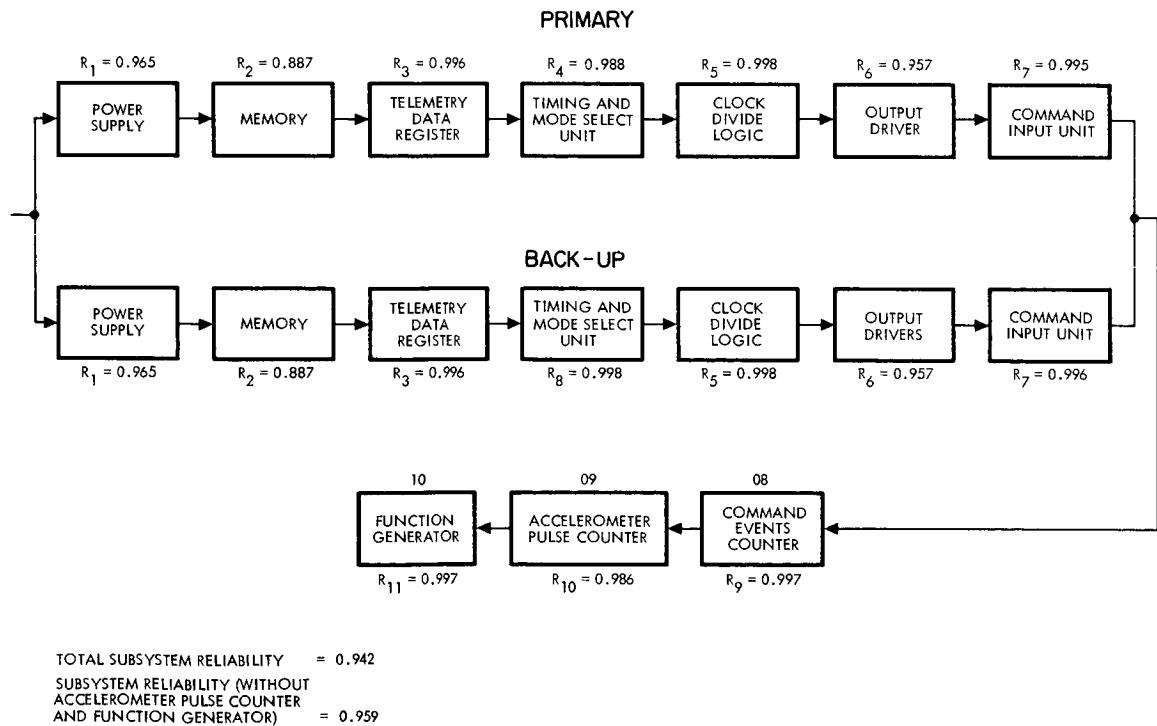 PRIMARY
R1 = 0.965 R2 = 0.887 R3 = 0.996 R4 = 0.988 R5 = 0.998 R6 = 0.957 R7 = 0.995
POWER SUPPLY
MEMORY
TELEMETRY DATA REGISTER
TIMING AND MODE SELECT UNIT
CLOCK DIVIDE LOGIC
OUTPUT DRIVER
COMMAND INPUT UNIT
BACK-UP
POWER SUPPLY
MEMORY
TELEMETRY DATA REGISTER
TIMING AND MODE SELECT UNIT
CLOCK DIVIDE LOGIC
OUTPUT DRIVERS
COMMAND INPUT UNIT
R1 = 0.965 R2 = 0.887 R3 = 0.996 R8 = 0.998 R5 = 0.998 R6 = 0.957 R7 = 0.996
10 09 08
FUNCTION GENERATOR
ACCELEROMETER PULSE COUNTER
COMMAND EVENTS COUNTER
R11 = 0.997 R10 = 0.986 R9 = 0.997
TOTAL SUBSYSTEM RELIABILITY = 0.942
SUBSYSTEM RELIABILITY (WITHOUT
ACCELEROMETER PULSE COUNTER
AND FUNCTION GENERATOR) = 0.959